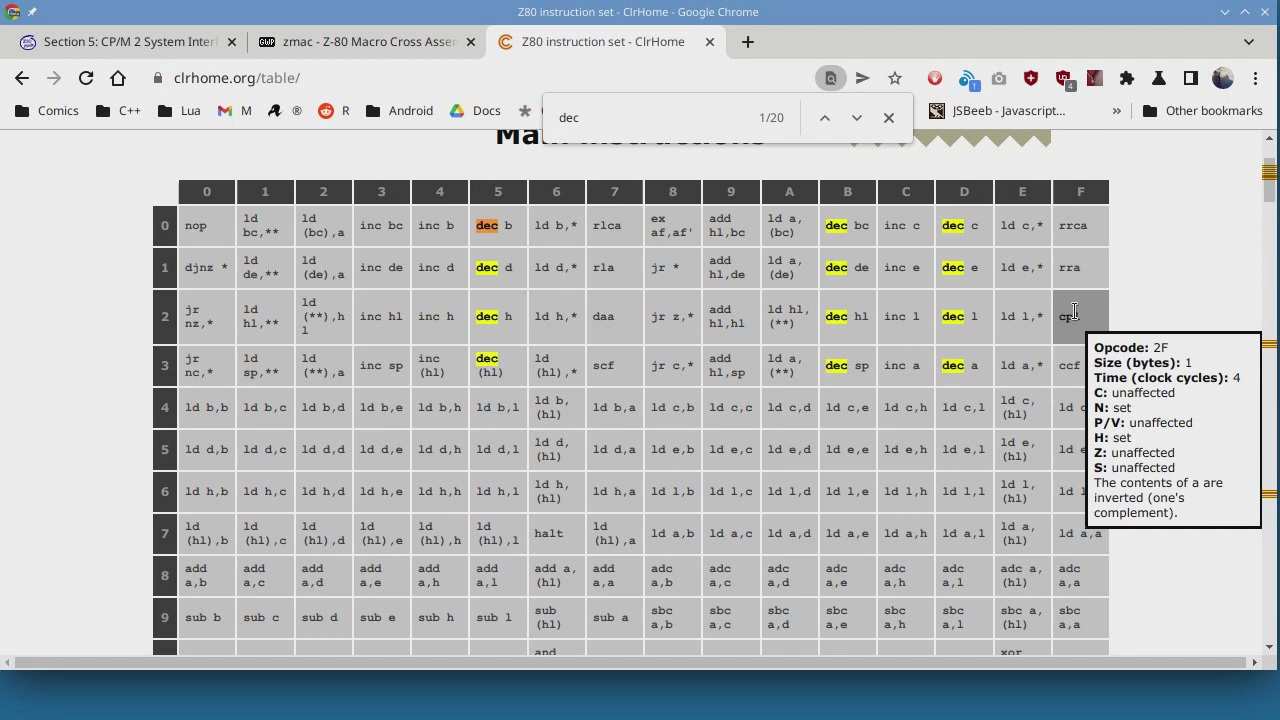 Z80 instruction set - ClrHome - Google Chrome
Section 5: CP/M 2 System Interf
zmac - Z-80 Macro Cross Assem
Z80 instruction set - ClrHome
clrhome.org/table/
1
4
Comics
C++
Lua
M
R
Android
Docs
JSBeeb - Javascript...
»
Other bookmarks
dec
1/20
0 1 2 3 4 5 6 7 8 9 A B C D E F
0 nop ld bc,** ld (bc),a inc bc inc b dec b ld b,* rlca ex af,af' add hl,bc ld a,(bc) dec bc inc c dec c ld c,* rrca
1 djnz * ld de,** ld (de),a inc de inc d dec d ld d,* rla jr * add hl,de ld a,(de) dec de inc e dec e ld e,* rra
2 jr nz,* ld hl,** ld (**),hl inc hl inc h dec h ld h,* daa jr z,* add hl,hl ld hl,(**) dec hl inc l dec l ld l,*
3 jr nc,* ld sp,** ld (**),a inc sp inc (hl) dec (hl) ld (hl),* scf jr c,* add hl,sp ld a,(**) dec sp inc a dec a ld a,* ccf
4 ld b,b ld b,c ld b,d ld b,e ld b,h ld b,l ld b,(hl) ld b,a ld c,b ld c,c ld c,d ld c,e ld c,h ld c,l ld c,(hl) ld
5 ld d,b ld d,c ld d,d ld d,e ld d,h ld d,l ld d,(hl) ld d,a ld e,b ld e,c ld e,d ld e,e ld e,h ld e,l ld e,(hl) ld
6 ld h,b ld h,c ld h,d ld h,e ld h,h ld h,l ld h,(hl) ld h,a ld l,b ld l,c ld l,d ld l,e ld l,h ld l,l ld l,(hl) ld
7 ld (hl),b ld (hl),c ld (hl),d ld (hl),e ld (hl),h ld (hl),l halt ld (hl),a ld a,b ld a,c ld a,d ld a,e ld a,h ld a,l ld a,(hl) ld a,a
8 add a,b add a,c add a,d add a,e add a,h add a,l add a,(hl) add a,a adc a,b adc a,c adc a,d adc a,e adc a,h adc a,l adc a,(hl) adc a,a
9 sub b sub c sub d sub e sub h sub l sub (hl) sub a sbc a,b sbc a,c sbc a,d sbc a,e sbc a,h sbc a,l sbc a,(hl) sbc a,a
and xor
Opcode: 2F
Size (bytes): 1
Time (clock cycles): 4
C: unaffected
N: set
P/V: unaffected
H: set
Z: unaffected
S: unaffected
The contents of a are
inverted (one's
complement).